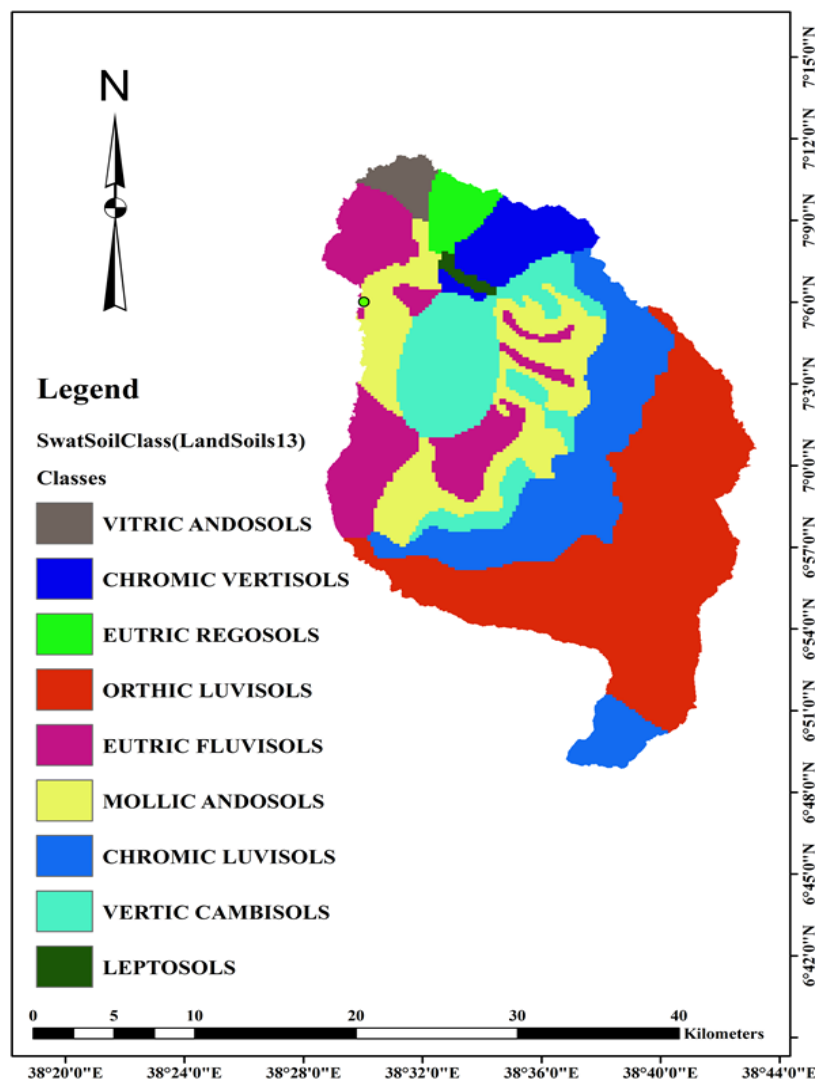 N
Legend
SwatSoilClass(LandSoils13)
Classes
VITRIC ANDOSOLS
CHROMIC VERTISOLS
EUTRIC REGOSOLS
ORTHIC LUVISOLS
EUTRIC FLUVISOLS
MOLLIC ANDOSOLS
CHROMIC LUVISOLS
VERTIC CAMBISOLS
LEPTOSOLS
0 5 10 20 30 40
Kilometers
38°20'0"E 38°24'0"E 38°28'0"E 38°32'0"E 38°36'0"E 38°40'0"E 38°44'0"E
7°15'0"N
7°12'0"N
7°9'0"N
7°6'0"N
7°3'0"N
7°0'0"N
6°57'0"N
6°54'0"N
6°51'0"N
6°48'0"N
6°45'0"N
6°42'0"N